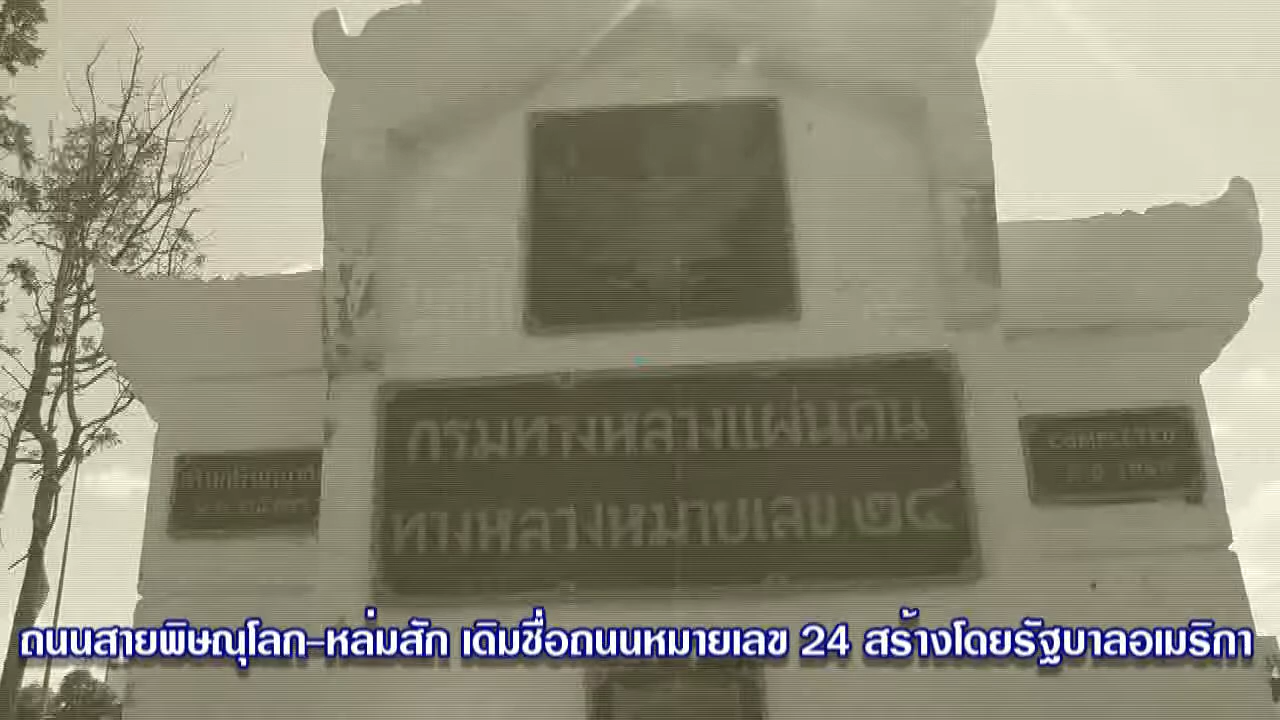 กรมทางหลวงแผ่นดิน
ทางหลวงหมายเลข ๒๔
COMPLETED
ถนนสายพิษณุโลก-หล่มสัก เดิมชื่อถนนหมายเลข 24 สร้างโดยรัฐบาลอเมริกา